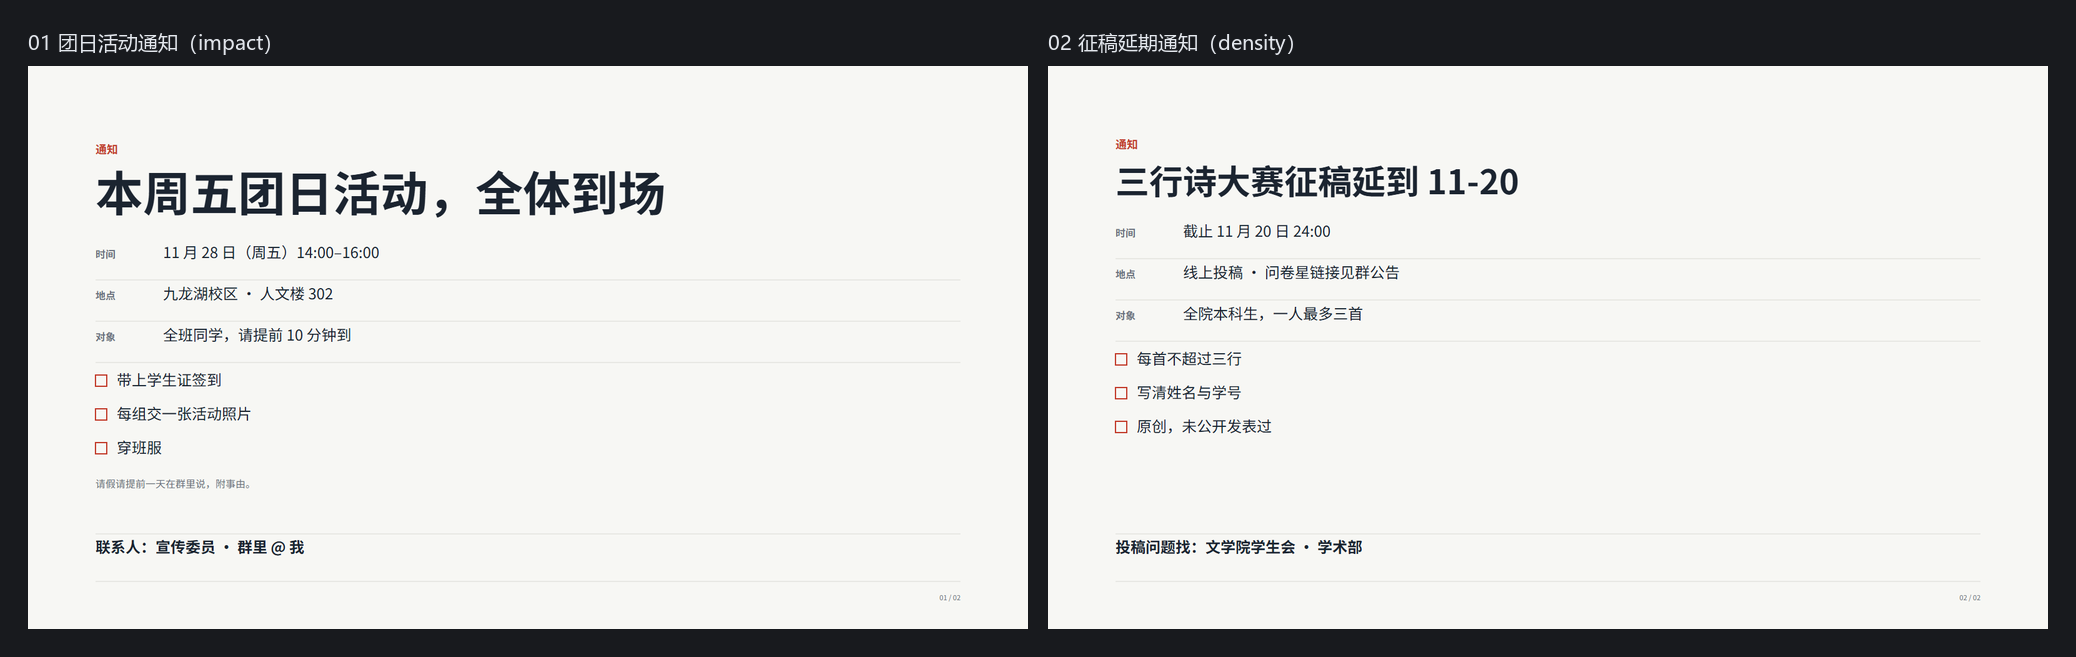 01 团日活动通知（impact）
通知
本周五团日活动，全体到场
时间 11 月 28 日（周五）14:00–16:00
地点 九龙湖校区 · 人文楼 302
对象 全班同学，请提前 10 分钟到
带上学生证签到
每组交一张活动照片
穿班服
请假请提前一天在群里说，附事由。
联系人：宣传委员 · 群里 @ 我
01 / 02
02 征稿延期通知（density）
通知
三行诗大赛征稿延到 11-20
时间 截止 11 月 20 日 24:00
地点 线上投稿 · 问卷星链接见群公告
对象 全院本科生，一人最多三首
每首不超过三行
写清姓名与学号
原创，未公开发表过
投稿问题找：文学院学生会 · 学术部
02 / 02